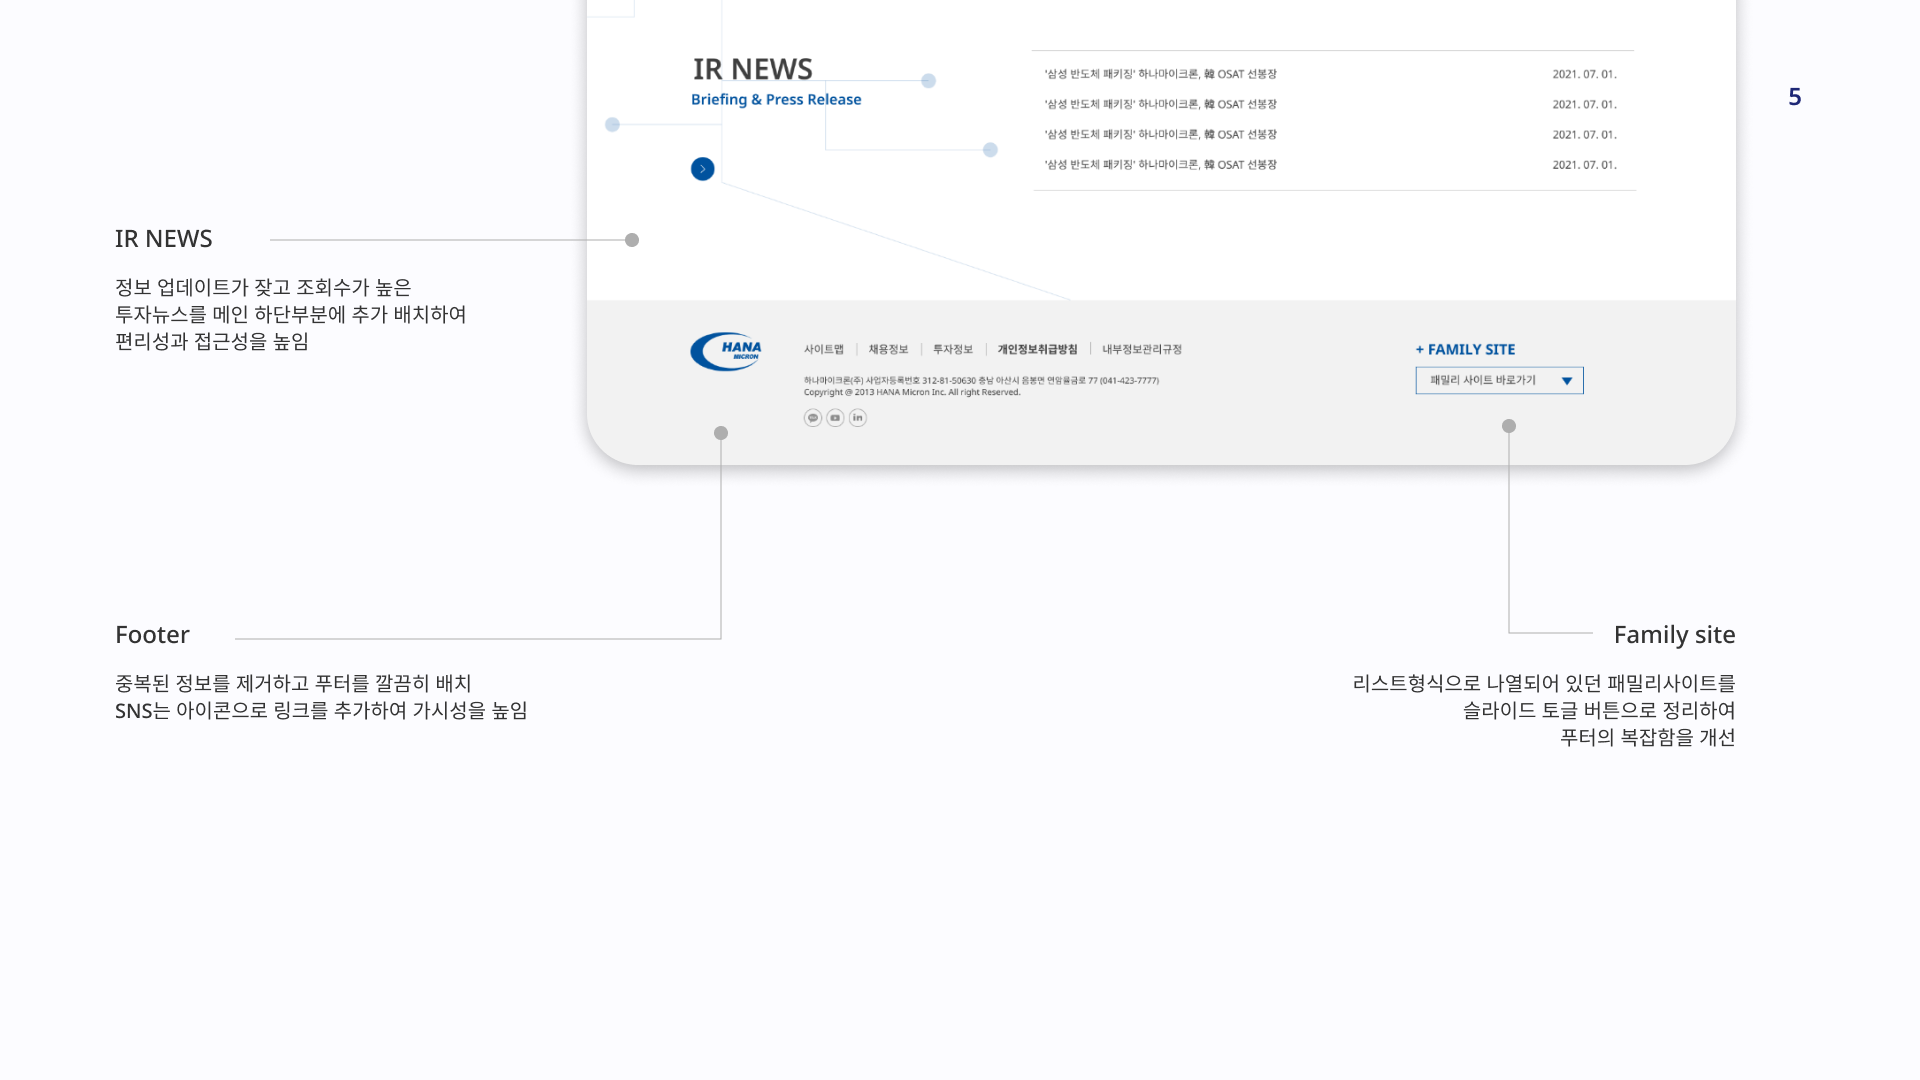 IR NEWS
Briefing & Press Release
'삼성 반도체 패키징' 하나마이크론, 韓 OSAT 선봉장 2021. 07. 01.
'삼성 반도체 패키징' 하나마이크론, 韓 OSAT 선봉장 2021. 07. 01.
'삼성 반도체 패키징' 하나마이크론, 韓 OSAT 선봉장 2021. 07. 01.
'삼성 반도체 패키징' 하나마이크론, 韓 OSAT 선봉장 2021. 07. 01.
5
IR NEWS
정보 업데이트가 잦고 조회수가 높은
투자뉴스를 메인 하단부분에 추가 배치하여
편리성과 접근성을 높임
HANA
MICRON
사이트맵 | 채용정보 | 투자정보 | 개인정보취급방침 | 내부정보관리규정
하나마이크론(주) 사업자등록번호 312-81-50630 충남 아산시 음봉면 연암율금로 77 (041-423-7777)
Copyright @ 2013 HANA Micron Inc. All right Reserved.
+ FAMILY SITE
패밀리 사이트 바로가기
Footer
중복된 정보를 제거하고 푸터를 깔끔히 배치
SNS는 아이콘으로 링크를 추가하여 가시성을 높임
Family site
리스트형식으로 나열되어 있던 패밀리사이트를
슬라이드 토글 버튼으로 정리하여
푸터의 복잡함을 개선